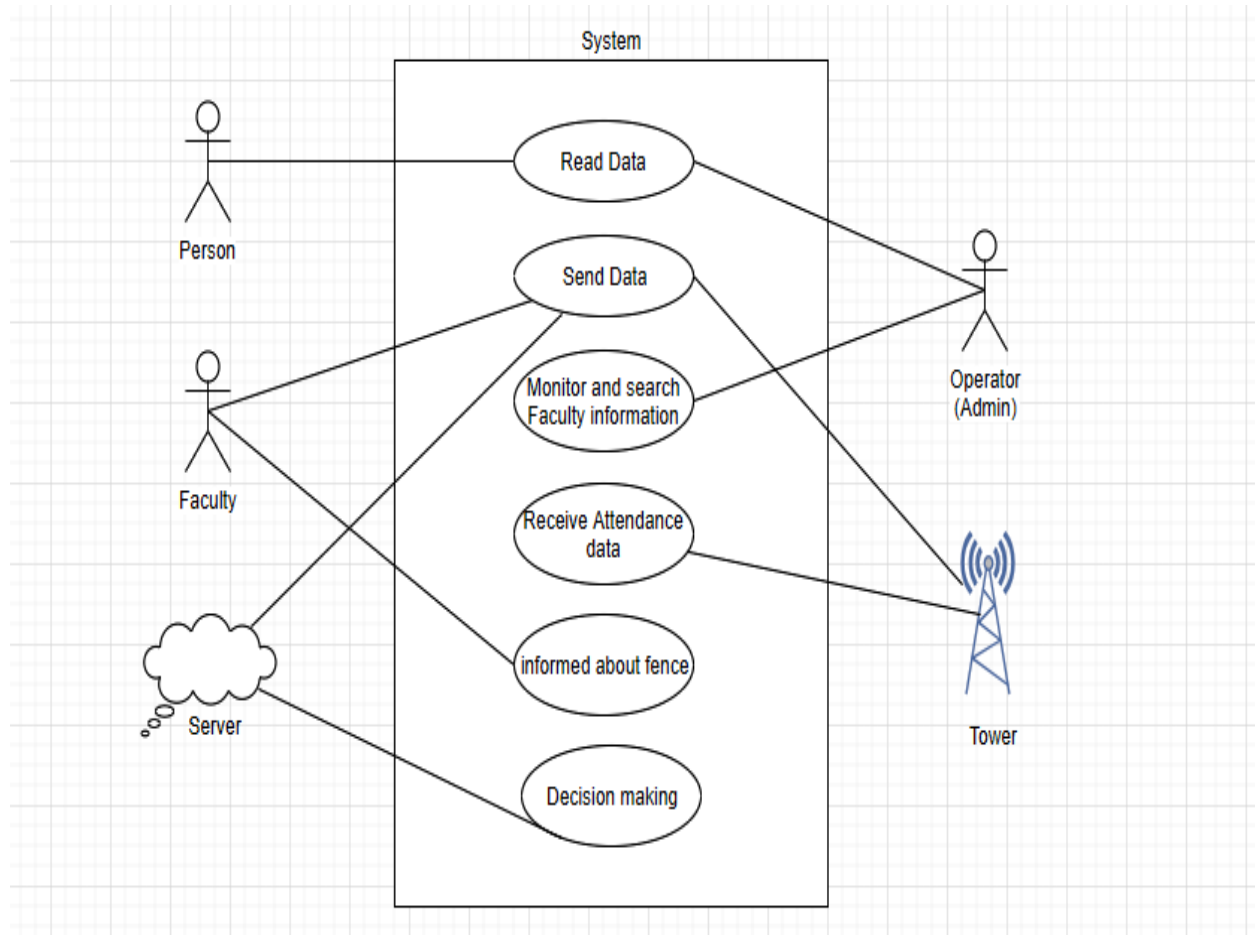 System
Read Data
Person
Send Data
Monitor and search
Faculty information
Operator
(Admin)
Faculty
Receive Attendance
data
informed about fence
Server
Tower
Decision making